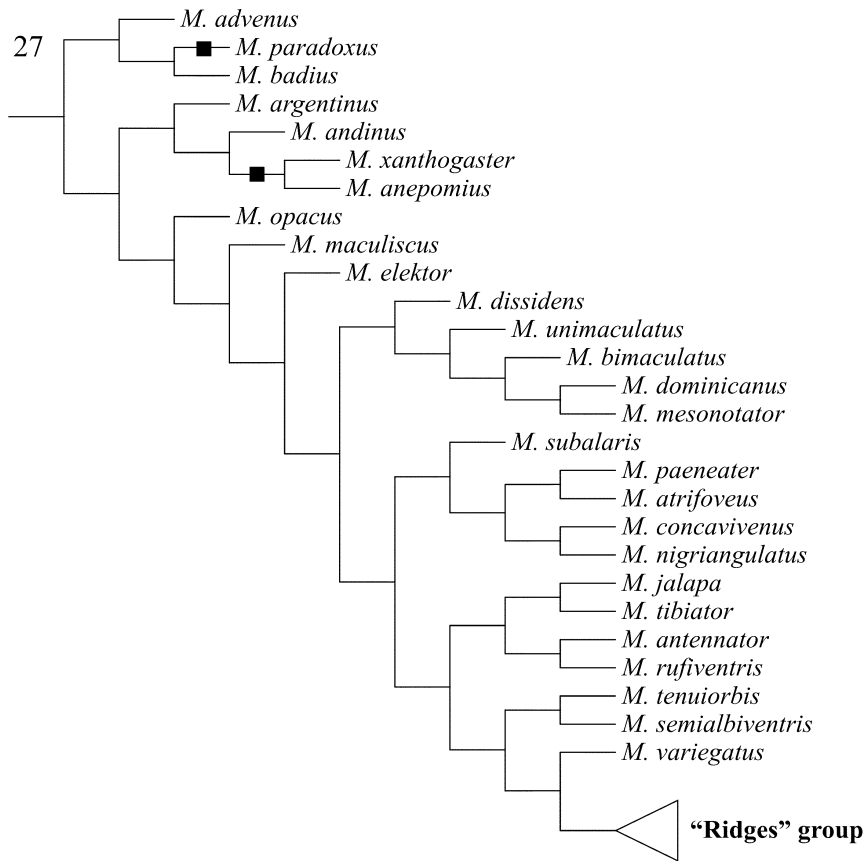 M. advenus
27
M. paradoxus
M. badius
M. argentinus
M. andinus
M. xanthogaster
M. anepomius
M. opacus
M. maculiscus
M. elektor
M. dissidens
M. unimaculatus
M. bimaculatus
M. dominicanus
M. mesonotator
M. subalaris
M. paeneater
M. atrifoveus
M. concavivenus
M. nigriangulatus
M. jalapa
M. tibiator
M. antennator
M. rufiventris
M. tenuiorbis
M. semialbiventris
M. variegatus
“Ridges” group